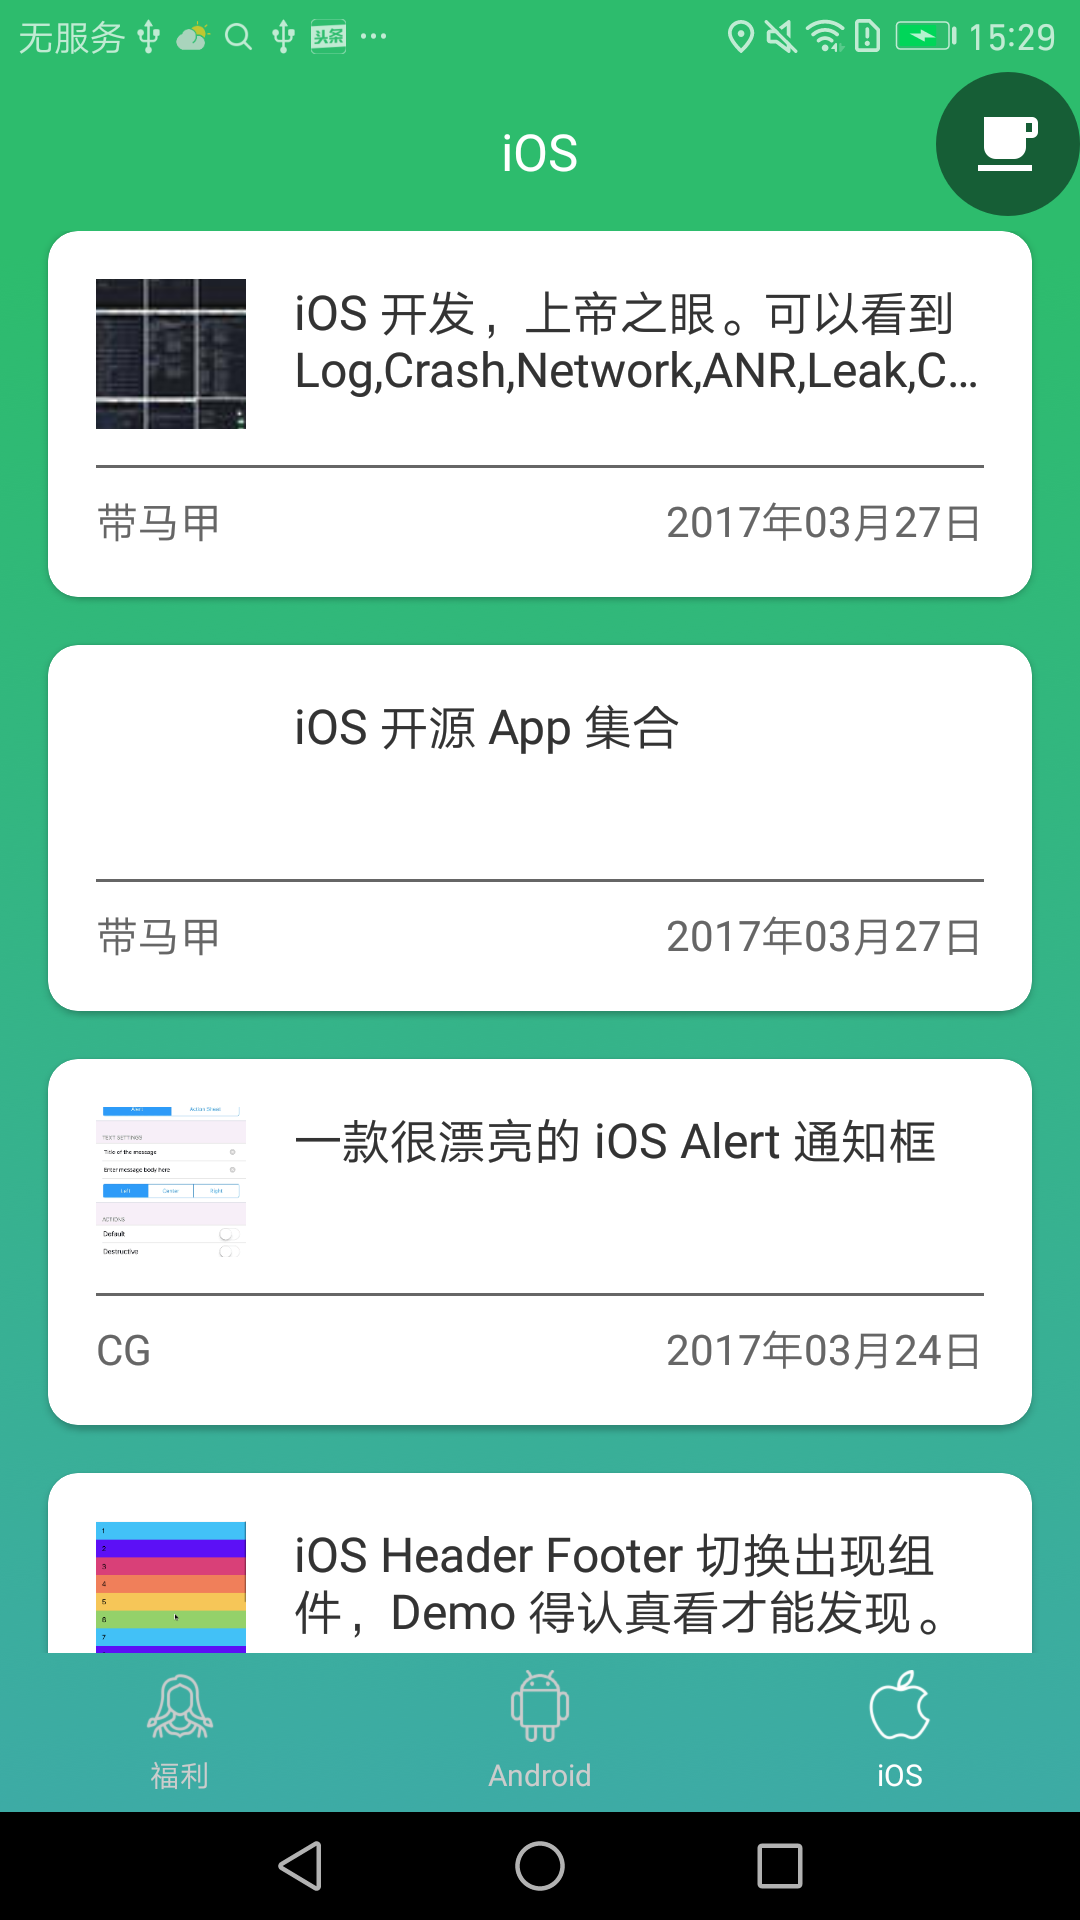 无服务 头条 15:29
iOS
iOS 开发，上帝之眼。可以看到
Log,Crash,Network,ANR,Leak,C...
带马甲 2017年03月27日
iOS 开源 App 集合
带马甲 2017年03月27日
Alert Action Sheet
TEXT SETTINGS
Title of the message
Enter message body here
Left Center Right
ACTIONS
Default
Destructive
一款很漂亮的 iOS Alert 通知框
CG 2017年03月24日
1
2
3
4
5
6
7
iOS Header Footer 切换出现组
件，Demo 得认真看才能发现。
福利 Android iOS